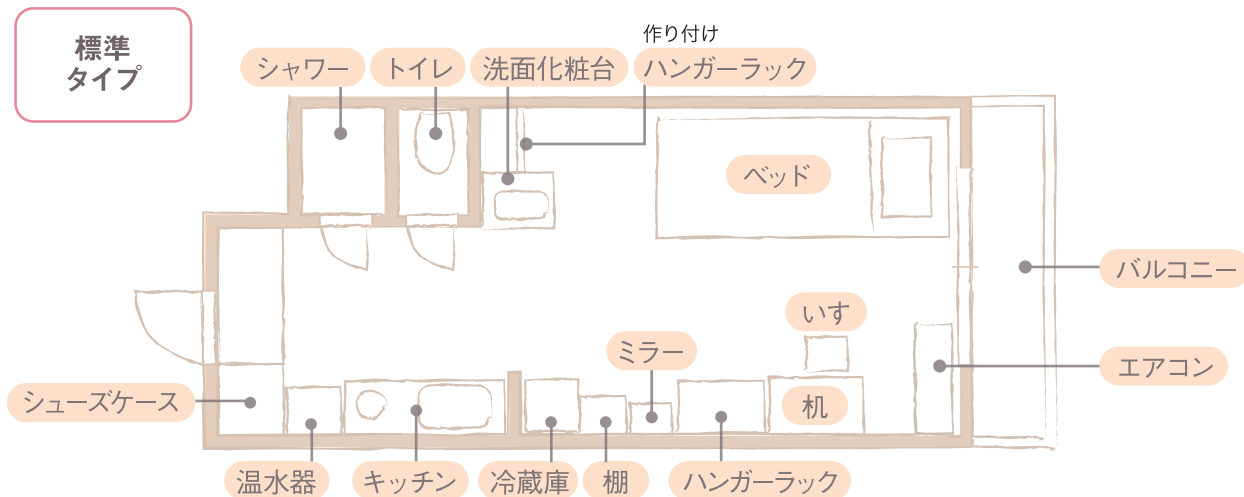 標準
タイプ
作り付け
シャワー
トイレ
洗面化粧台
ハンガーラック
ベッド
バルコニー
いす
ミラー
エアコン
シューズケース
机
温水器
キッチン
冷蔵庫
棚
ハンガーラック